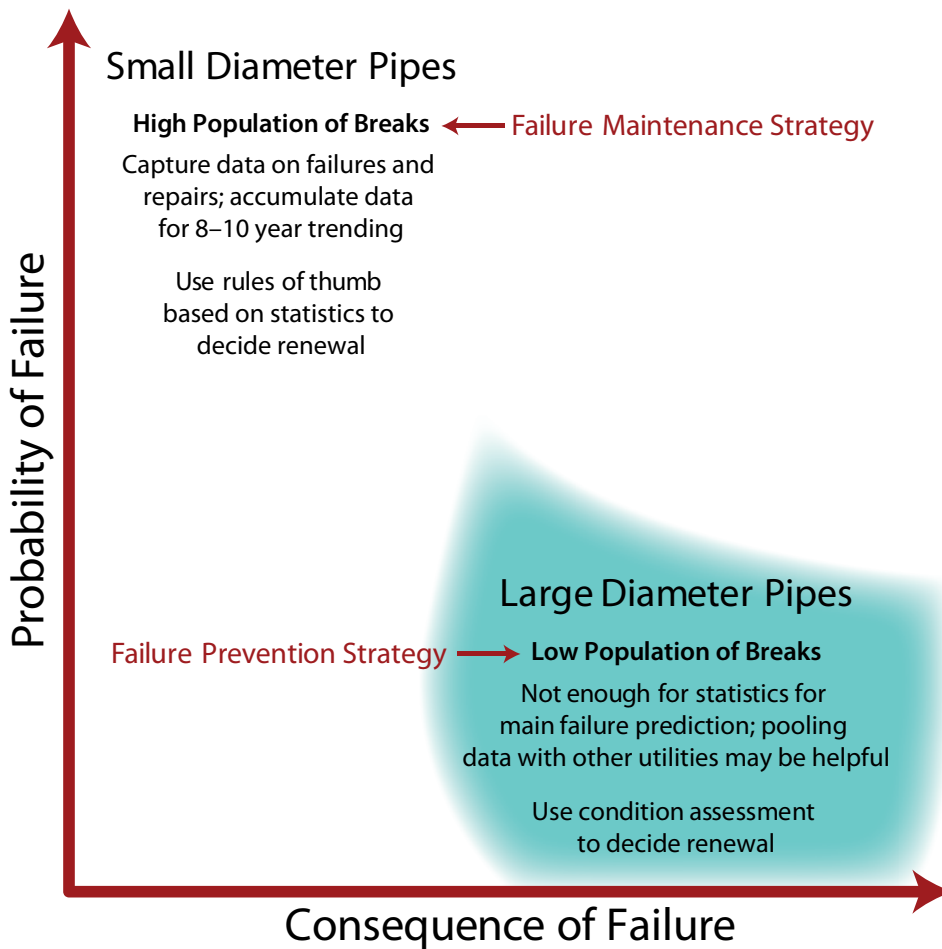 Small Diameter Pipes
High Population of Breaks
Failure Maintenance Strategy
Capture data on failures and
repairs; accumulate data
for 8–10 year trending
Use rules of thumb
based on statistics to
decide renewal
Probability of Failure
Large Diameter Pipes
Failure Prevention Strategy
Low Population of Breaks
Not enough for statistics for
main failure prediction; pooling
data with other utilities may be helpful
Use condition assessment
to decide renewal
Consequence of Failure